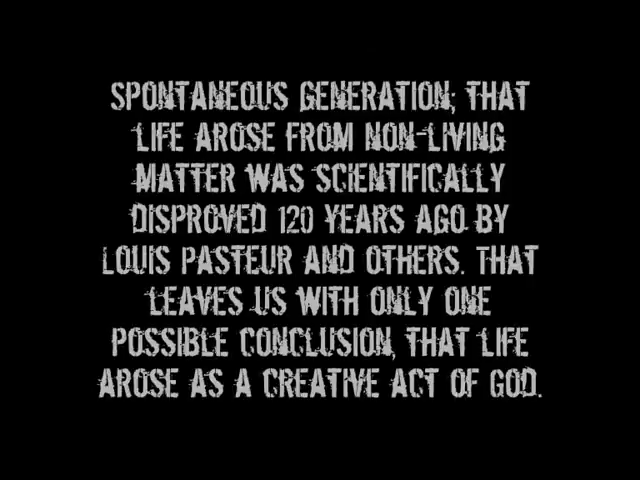 SPONTANEOUS GENERATION; THAT
LIFE AROSE FROM NON-LIVING
MATTER WAS SCIENTIFICALLY
DISPROVED 120 YEARS AGO BY
LOUIS PASTEUR AND OTHERS. THAT
LEAVES US WITH ONLY ONE
POSSIBLE CONCLUSION, THAT LIFE
AROSE AS A CREATIVE ACT OF GOD.